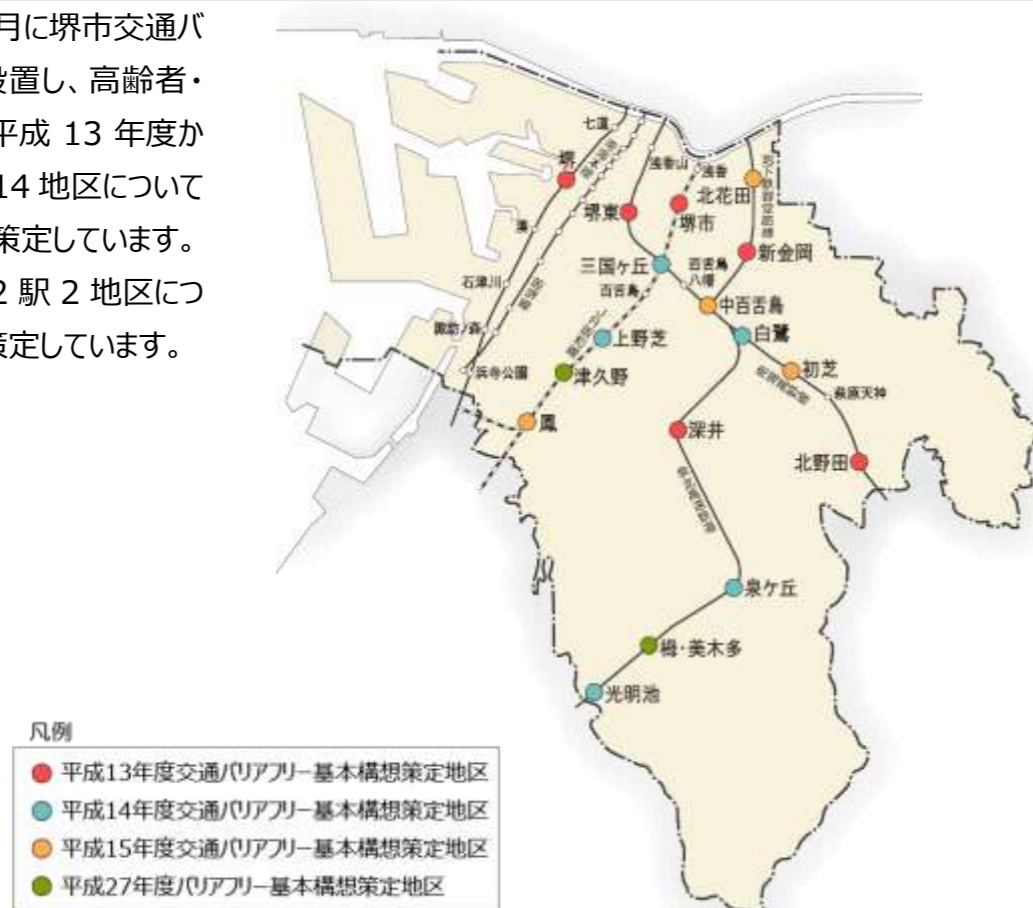 月に堺市交通バ
设置し、高齢者・
平成 13 年度か
14 地区について
策定しています。
2 駅 2 地区につ
策定しています。
七道
堺
浅香山
浅香
北花田
堺東
堺市
湊
三国ヶ丘
百舌鳥八幡
新金岡
石津川
百舌鳥
中百舌鳥
諏訪ノ森
上野芝
白鷺
浜寺公園
津久野
初芝
萩原天神
鳳
深井
北野田
泉ケ丘
栂・美木多
光明池
凡例
平成13年度交通バリアフリー基本構想策定地区
平成14年度交通バリアフリー基本構想策定地区
平成15年度交通バリアフリー基本構想策定地区
平成27年度バリアフリー基本構想策定地区